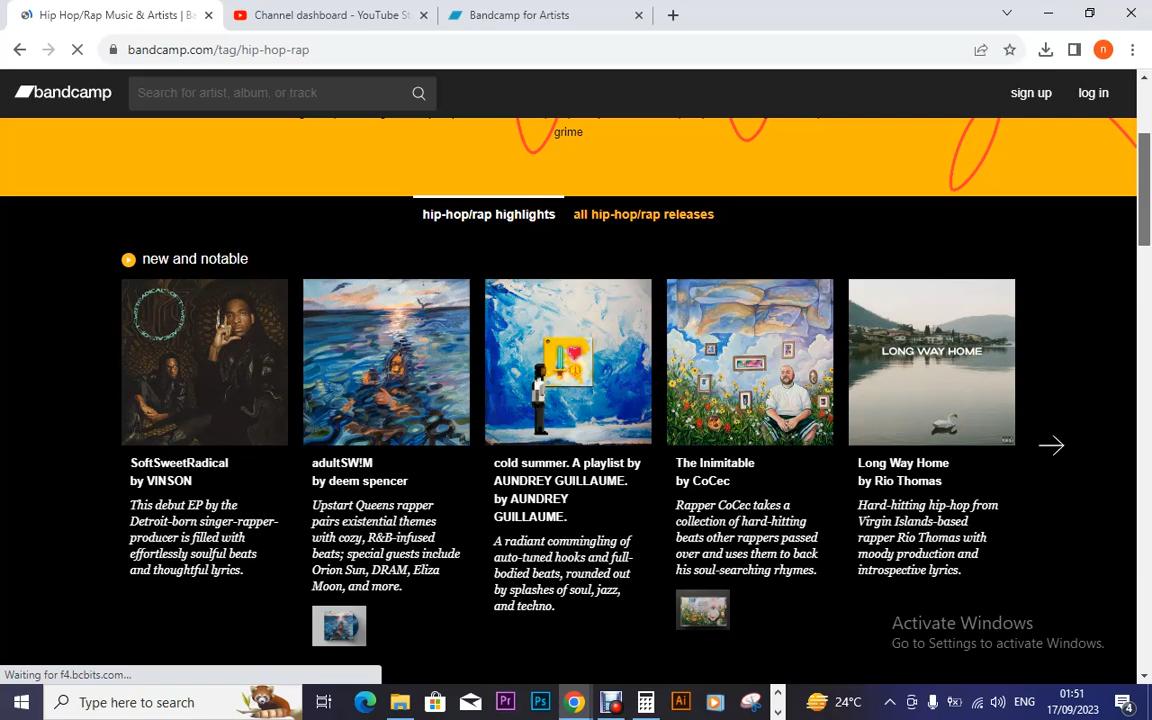 Hip Hop/Rap Music & Artists | Ba
Channel dashboard - YouTube St
Bandcamp for Artists
bandcamp.com/tag/hip-hop-rap
n
bandcamp
Search for artist, album, or track
sign up
log in
grime
hip-hop/rap highlights
all hip-hop/rap releases
new and notable
LONG WAY HOME
SoftSweetRadical
by VINSON
This debut EP by the
Detroit-born singer-rapper-
producer is filled with
effortlessly soulful beats
and thoughtful lyrics.
adultSW!M
by deem spencer
Upstart Queens rapper
pairs existential themes
with cozy, R&B-infused
beats; special guests include
Orion Sun, DRAM, Eliza
Moon, and more.
cold summer. A playlist by
AUNDREY GUILLAUME.
by AUNDREY
GUILLAUME.
A radiant commingling of
auto-tuned hooks and full-
bodied beats, rounded out
by splashes of soul, jazz,
and techno.
The Inimitable
by CoCec
Rapper CoCec takes a
collection of hard-hitting
beats other rappers passed
over and uses them to back
his soul-searching rhymes.
Long Way Home
by Rio Thomas
Hard-hitting hip-hop from
Virgin Islands-based
rapper Rio Thomas with
moody production and
introspective lyrics.
Activate Windows
Go to Settings to activate Windows.
Waiting for f4.bcbits.com...
Type here to search
Pr
Ps
Ai
24°C
ENG
01:51
17/09/2023
4